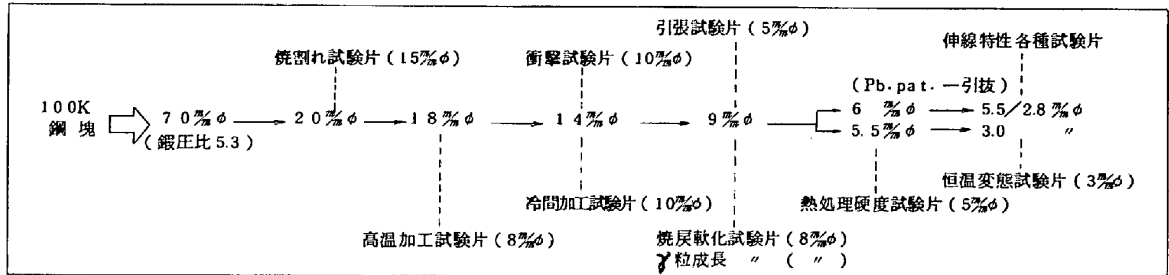 引張試験片(5㎜φ)
焼割れ試験片(15㎜φ) 衝撃試験片(10㎜φ) 伸線特性各種試験片
(Pb.pat.―引抜)
100K 鋼塊 70㎜φ 20㎜φ 18㎜φ 14㎜φ 9㎜φ 6 ㎜φ 5.5/2.8㎜φ
(鍛圧比5.3) 5.5㎜φ 3.0 〃
恒温変態試験片(3㎜φ)
冷間加工試験片(10㎜φ) 熱処理硬度試験片(5㎜φ)
高温加工試験片(8㎜φ) 焼戻軟化試験片(8㎜φ)
γ粒成長 〃 ( 〃 )